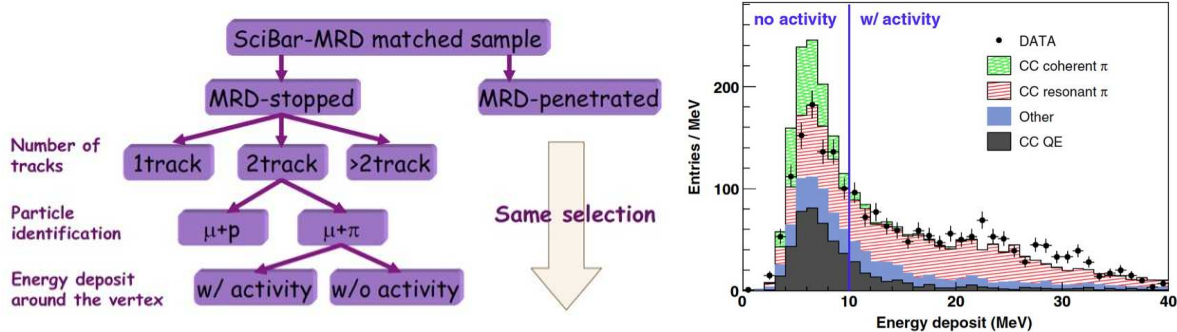 SciBar-MRD matched sample
MRD-stopped
MRD-penetrated
Number of
tracks
1track
2track
>2track
Particle
identification
μ+p
μ+π
Same selection
Energy deposit
around the vertex
w/ activity
w/o activity
no activity
w/ activity
DATA
CC coherent π
CC resonant π
Other
CC QE
Entries / MeV
200
100
0
0
10
20
30
40
Energy deposit (MeV)